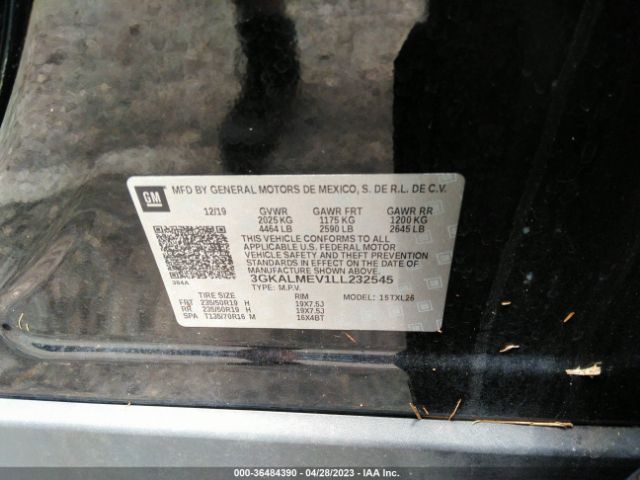 GM MFD BY GENERAL MOTORS DE MEXICO, S. DE R.L. DE C.V.
12/19 GVWR GAWR FRT GAWR RR
2025 KG 1175 KG 1200 KG
4464 LB 2590 LB 2645 LB
THIS VEHICLE CONFORMS TO ALL
APPLICABLE U.S. FEDERAL MOTOR
VEHICLE SAFETY, BUMPER, AND THEFT
PREVENTION STANDARDS IN EFFECT ON
THE DATE OF MANUFACTURE SHOWN ABOVE.
3GKALMEV1LL232545
384A TYPE: M.P.V. MODEL: 1STXL26
TIRE SIZE RIM
FRT 235/50R19 H 19X7.5J
RR 235/50R19 H 19X7.5J
SPA T135/70R16 M 16X4BT
000-36484390 - 04/28/2023 - IAA Inc.